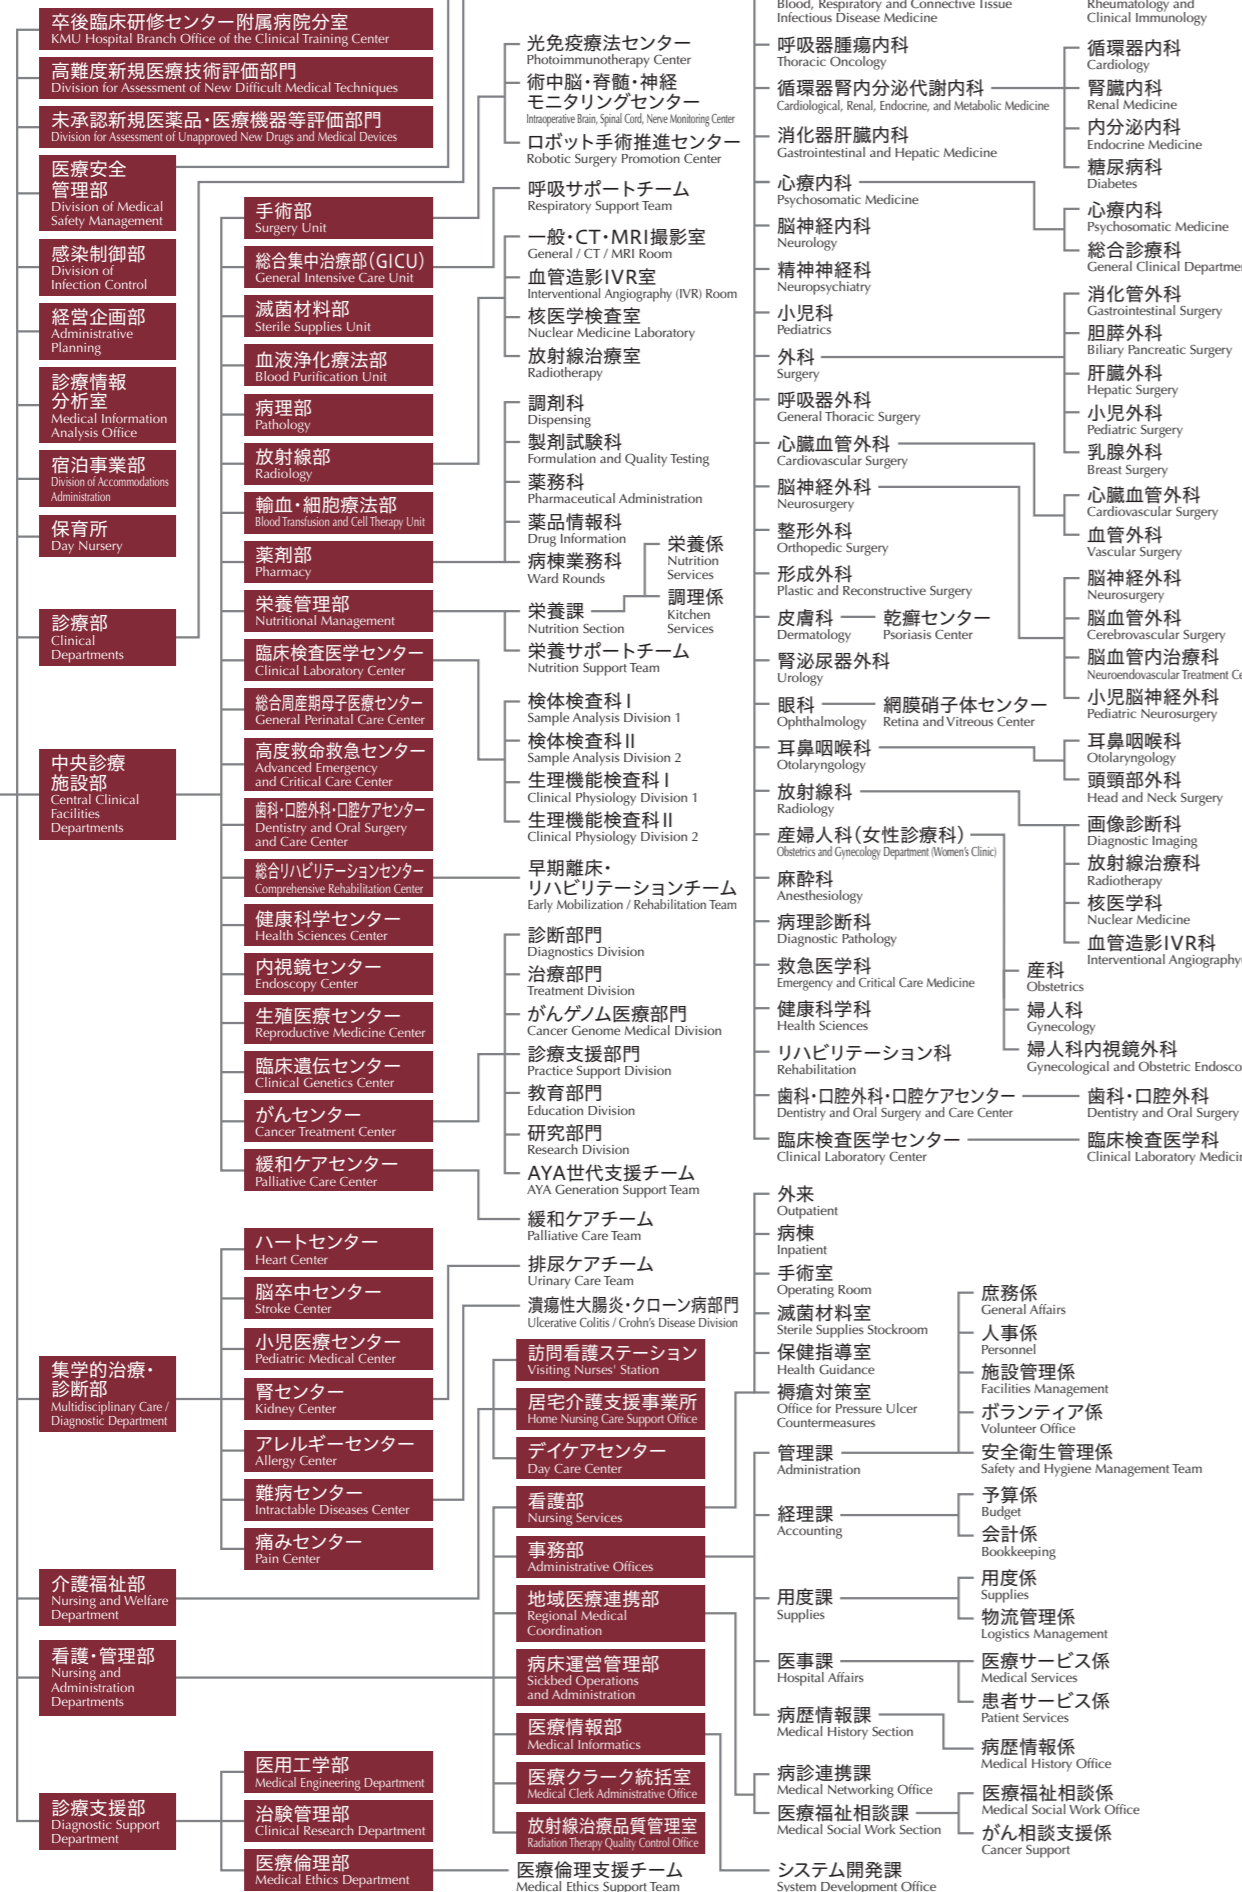 卒後臨床研修センター附属病院分室
KMU Hospital Branch Office of the Clinical Training Center
高難度新規医療技術評価部門
Division for Assessment of New Difficult Medical Techniques
未承認新規医薬品・医療機器等評価部門
Division for Assessment of Unapproved New Drugs and Medical Devices
医療安全
管理部
Division of Medical
Safety Management
感染制御部
Division of
Infection Control
経営企画部
Administrative
Planning
診療情報
分析室
Medical Information
Analysis Office
宿泊事業部
Division of Accommodations
Administration
保育所
Day Nursery
診療部
Clinical
Departments
中央診療
施設部
Central Clinical
Facilities
Departments
集学的治療・
診断部
Multidisciplinary Care /
Diagnostic Department
介護福祉部
Nursing and Welfare
Department
看護・管理部
Nursing and
Administration
Departments
診療支援部
Diagnostic Support
Department
手術部
Surgery Unit
総合集中治療部(GICU)
General Intensive Care Unit
滅菌材料部
Sterile Supplies Unit
血液浄化療法部
Blood Purification Unit
病理部
Pathology
放射線部
Radiology
輸血・細胞療法部
Blood Transfusion and Cell Therapy Unit
薬剤部
Pharmacy
栄養管理部
Nutritional Management
臨床検査医学センター
Clinical Laboratory Center
総合周産期母子医療センター
General Perinatal Care Center
高度救命救急センター
Advanced Emergency
and Critical Care Center
歯科・口腔外科・口腔ケアセンター
Dentistry and Oral Surgery
and Care Center
総合リハビリテーションセンター
Comprehensive Rehabilitation Center
健康科学センター
Health Sciences Center
内視鏡センター
Endoscopy Center
生殖医療センター
Reproductive Medicine Center
臨床遺伝センター
Clinical Genetics Center
がんセンター
Cancer Treatment Center
緩和ケアセンター
Palliative Care Center
ハートセンター
Heart Center
脳卒中センター
Stroke Center
小児医療センター
Pediatric Medical Center
腎センター
Kidney Center
アレルギーセンター
Allergy Center
難病センター
Intractable Diseases Center
痛みセンター
Pain Center
医用工学部
Medical Engineering Department
治験管理部
Clinical Research Department
医療倫理部
Medical Ethics Department
光免疫療法センター
Photoimmunotherapy Center
術中脳・脊髄・神経
モニタリングセンター
Intraoperative Brain, Spinal Cord, Nerve Monitoring Center
ロボット手術推進センター
Robotic Surgery Promotion Center
呼吸サポートチーム
Respiratory Support Team
一般・CT・MRI撮影室
General / CT / MRI Room
血管造影IVR室
Interventional Angiography (IVR) Room
核医学検査室
Nuclear Medicine Laboratory
放射線治療室
Radiotherapy
調剤科
Dispensing
製剤試験科
Formulation and Quality Testing
薬務科
Pharmaceutical Administration
薬品情報科
Drug Information
病棟業務科
Ward Rounds
栄養課
Nutrition Section
栄養係
Nutrition
Services
調理係
Kitchen
Services
栄養サポートチーム
Nutrition Support Team
検体検査科I
Sample Analysis Division 1
検体検査科II
Sample Analysis Division 2
生理機能検査科I
Clinical Physiology Division 1
生理機能検査科II
Clinical Physiology Division 2
早期離床・
リハビリテーションチーム
Early Mobilization / Rehabilitation Team
診断部門
Diagnostics Division
治療部門
Treatment Division
がんゲノム医療部門
Cancer Genome Medical Division
診療支援部門
Practice Support Division
教育部門
Education Division
研究部門
Research Division
AYA世代支援チーム
AYA Generation Support Team
緩和ケアチーム
Palliative Care Team
排尿ケアチーム
Urinary Care Team
潰瘍性大腸炎・クローン病部門
Ulcerative Colitis / Crohn's Disease Division
訪問看護ステーション
Visiting Nurses' Station
居宅介護支援事業所
Home Nursing Care Support Office
デイケアセンター
Day Care Center
看護部
Nursing Services
事務部
Administrative Offices
地域医療連携部
Regional Medical
Coordination
病床運営管理部
Sickbed Operations
and Administration
医療情報部
Medical Informatics
医療クラーク統括室
Medical Clerk Administrative Office
放射線治療品質管理室
Radiation Therapy Quality Control Office
医療倫理支援チーム
Medical Ethics Support Team
Blood, Respiratory and Connective Tissue
Infectious Disease Medicine
呼吸器腫瘍内科
Thoracic Oncology
循環器腎内分泌代謝内科
Cardiological, Renal, Endocrine, and Metabolic Medicine
消化器肝臓内科
Gastrointestinal and Hepatic Medicine
心療内科
Psychosomatic Medicine
脳神経内科
Neurology
精神神経科
Neuropsychiatry
小児科
Pediatrics
外科
Surgery
呼吸器外科
General Thoracic Surgery
心臓血管外科
Cardiovascular Surgery
脳神経外科
Neurosurgery
整形外科
Orthopedic Surgery
形成外科
Plastic and Reconstructive Surgery
皮膚科
Dermatology
乾癬センター
Psoriasis Center
腎泌尿器外科
Urology
眼科
Ophthalmology
網膜硝子体センター
Retina and Vitreous Center
耳鼻咽喉科
Otolaryngology
放射線科
Radiology
産婦人科(女性診療科)
Obstetrics and Gynecology Department (Women's Clinic)
麻酔科
Anesthesiology
病理診断科
Diagnostic Pathology
救急医学科
Emergency and Critical Care Medicine
健康科学科
Health Sciences
リハビリテーション科
Rehabilitation
歯科・口腔外科・口腔ケアセンター
Dentistry and Oral Surgery and Care Center
臨床検査医学センター
Clinical Laboratory Center
Rheumatology and
Clinical Immunology
循環器内科
Cardiology
腎臓内科
Renal Medicine
内分泌内科
Endocrine Medicine
糖尿病科
Diabetes
心療内科
Psychosomatic Medicine
総合診療科
General Clinical Departme
消化管外科
Gastrointestinal Surgery
胆膵外科
Biliary Pancreatic Surgery
肝臓外科
Hepatic Surgery
小児外科
Pediatric Surgery
乳腺外科
Breast Surgery
心臓血管外科
Cardiovascular Surgery
血管外科
Vascular Surgery
脳神経外科
Neurosurgery
脳血管外科
Cerebrovascular Surgery
脳血管内治療科
Neuroendovascular Treatment Ce
小児脳神経外科
Pediatric Neurosurgery
耳鼻咽喉科
Otolaryngology
頭頸部外科
Head and Neck Surgery
画像診断科
Diagnostic Imaging
放射線治療科
Radiotherapy
核医学科
Nuclear Medicine
血管造影IVR科
Interventional Angiography
産科
Obstetrics
婦人科
Gynecology
婦人科内視鏡外科
Gynecological and Obstetric Endosco
歯科・口腔外科
Dentistry and Oral Surgery
臨床検査医学科
Clinical Laboratory Medici
外来
Outpatient
病棟
Inpatient
手術室
Operating Room
滅菌材料室
Sterile Supplies Stockroom
保健指導室
Health Guidance
褥瘡対策室
Office for Pressure Ulcer
Countermeasures
管理課
Administration
経理課
Accounting
用度課
Supplies
医事課
Hospital Affairs
病歴情報課
Medical History Section
病診連携課
Medical Networking Office
医療福祉相談課
Medical Social Work Section
システム開発課
System Development Office
庶務係
General Affairs
人事係
Personnel
施設管理係
Facilities Management
ボランティア係
Volunteer Office
安全衛生管理係
Safety and Hygiene Management Team
予算係
Budget
会計係
Bookkeeping
用度係
Supplies
物流管理係
Logistics Management
医療サービス係
Medical Services
患者サービス係
Patient Services
病歴情報係
Medical History Office
医療福祉相談係
Medical Social Work Office
がん相談支援係
Cancer Support